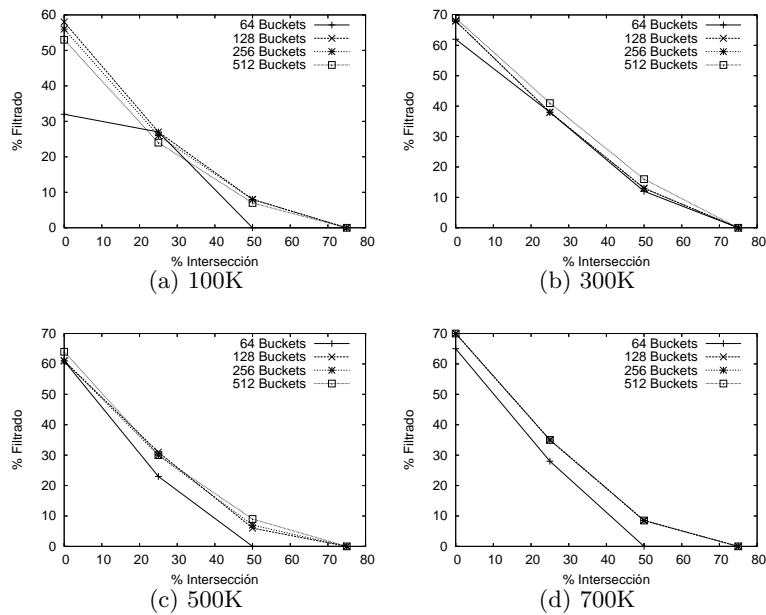 60
50
40
30
20
10
0
% Filtrado
64 Buckets
128 Buckets
256 Buckets
512 Buckets
0 10 20 30 40 50 60 70 80
% Intersección
(a) 100K
70
60
50
40
30
20
10
0
% Filtrado
64 Buckets
128 Buckets
256 Buckets
512 Buckets
0 10 20 30 40 50 60 70 80
% Intersección
(b) 300K
70
60
50
40
30
20
10
0
% Filtrado
64 Buckets
128 Buckets
256 Buckets
512 Buckets
0 10 20 30 40 50 60 70 80
% Intersección
(c) 500K
70
60
50
40
30
20
10
0
% Filtrado
64 Buckets
128 Buckets
256 Buckets
512 Buckets
0 10 20 30 40 50 60 70 80
% Intersección
(d) 700K